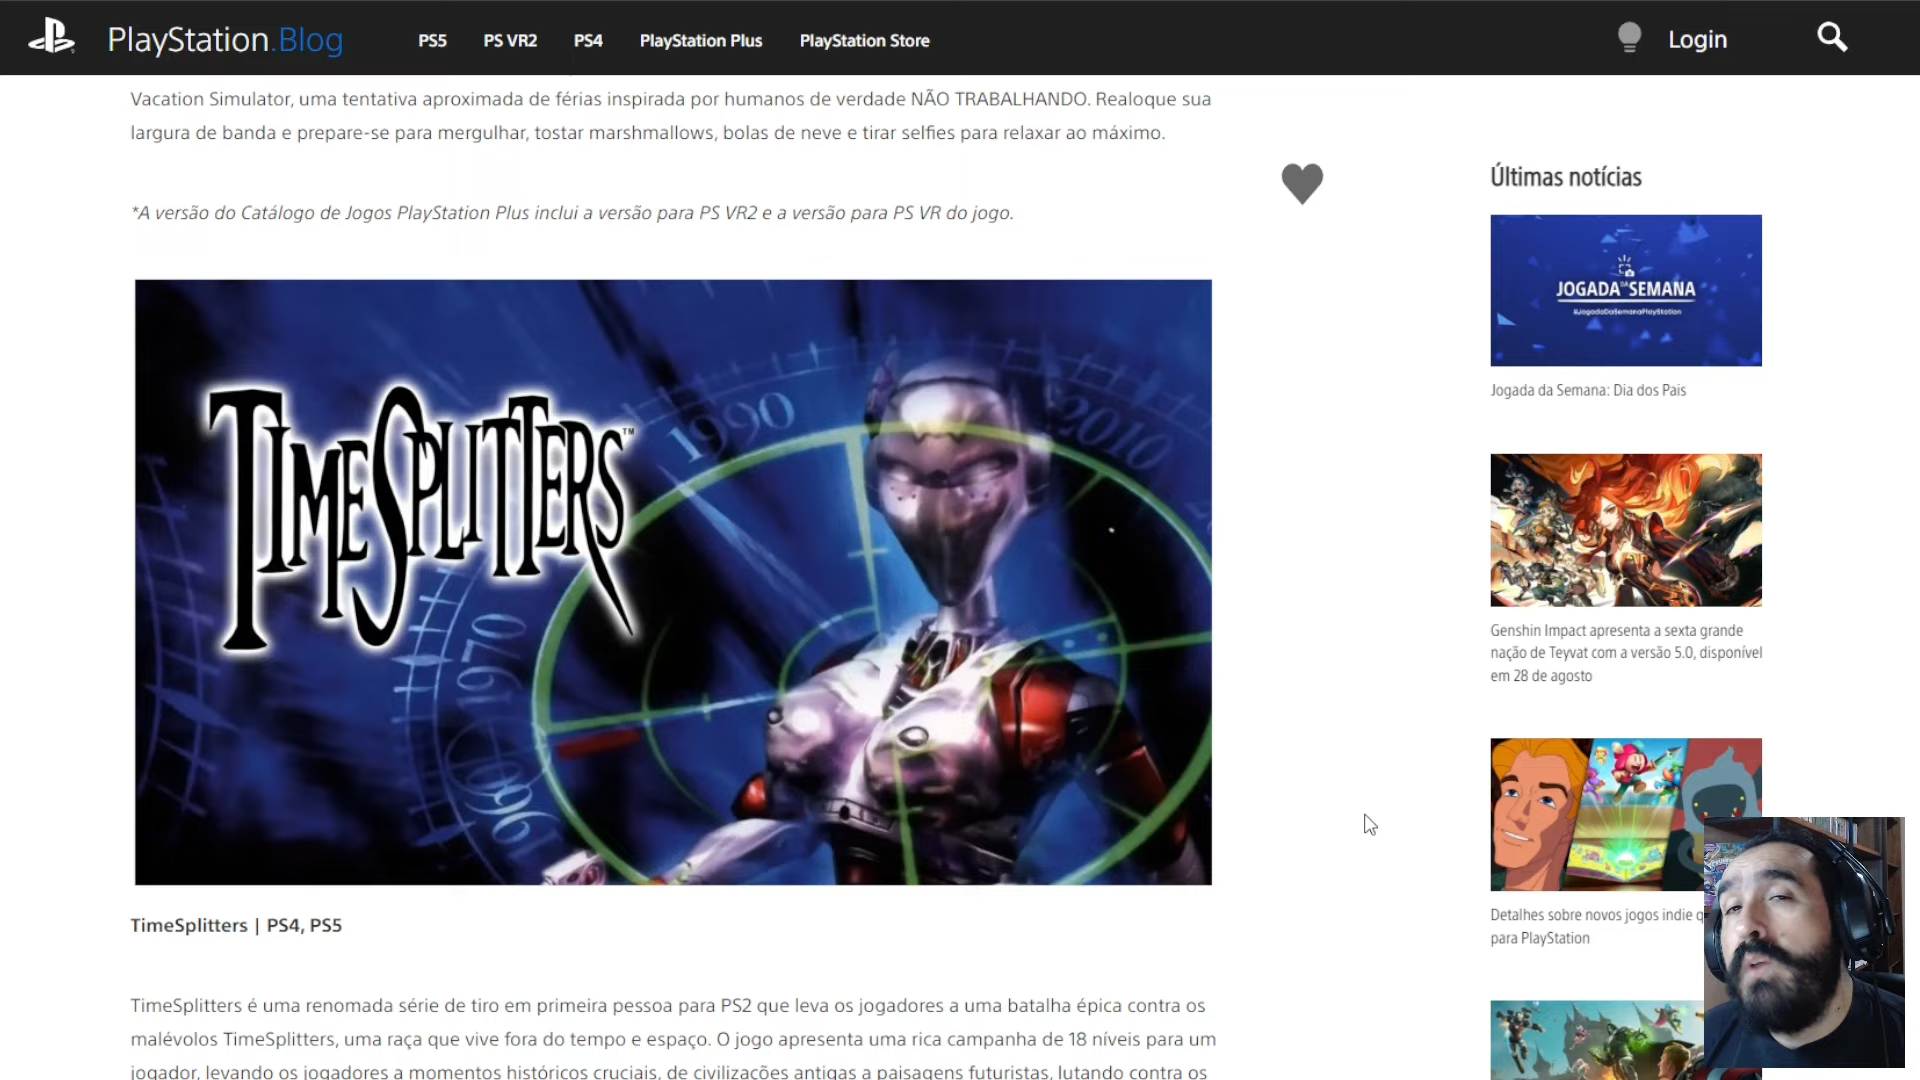 PlayStation.Blog
PS5
PS VR2
PS4
PlayStation Plus
PlayStation Store
Login
Vacation Simulator, uma tentativa aproximada de férias inspirada por humanos de verdade NÃO TRABALHANDO. Realoque sua
largura de banda e prepare-se para mergulhar, tostar marshmallows, bolas de neve e tirar selfies para relaxar ao máximo.
*A versão do Catálogo de Jogos PlayStation Plus inclui a versão para PS VR2 e a versão para PS VR do jogo.
TIMESPLITTERS™
1990
2010
1970
1960
TimeSplitters | PS4, PS5
TimeSplitters é uma renomada série de tiro em primeira pessoa para PS2 que leva os jogadores a uma batalha épica contra os
malévolos TimeSplitters, uma raça que vive fora do tempo e espaço. O jogo apresenta uma rica campanha de 18 níveis para um
jogador, levando os jogadores a momentos históricos cruciais, de civilizações antigas a paisagens futuristas, lutando contra os
Últimas notícias
JOGADA DA SEMANA
#JogadaDaSemanaPlayStation
Jogada da Semana: Dia dos Pais
Genshin Impact apresenta a sexta grande
nação de Teyvat com a versão 5.0, disponível
em 28 de agosto
Detalhes sobre novos jogos indie
para PlayStation